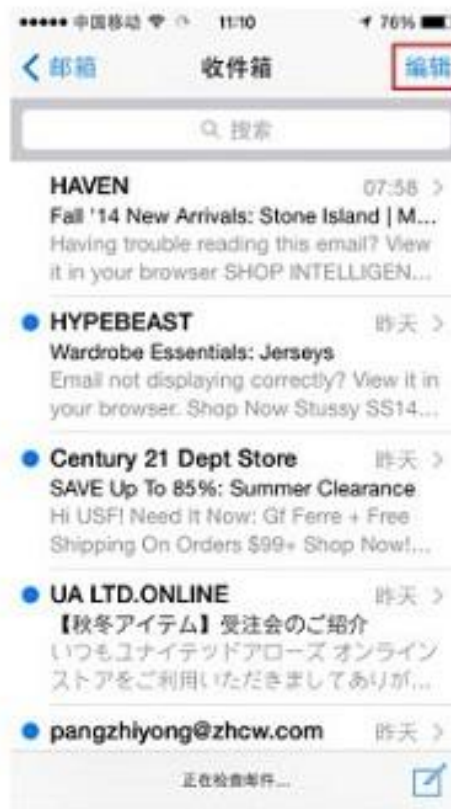 中国移动 11:10 76%
邮箱 收件箱 编辑
搜索
HAVEN 07:58
Fall '14 New Arrivals: Stone Island | M...
Having trouble reading this email? View
it in your browser SHOP INTELLIGEN...
HYPEBEAST 昨天
Wardrobe Essentials: Jerseys
Email not displaying correctly? View it in
your browser. Shop Now Stussy SS14...
Century 21 Dept Store 昨天
SAVE Up To 85%: Summer Clearance
Hi USF! Need It Now: Gf Ferre + Free
Shipping On Orders $99+ Shop Now!...
UA LTD.ONLINE 昨天
【秋冬アイテム】受注会のご紹介
いつもユナイテッドアローズ オンライン
ストアをご利用いただきましてありが...
pangzhiyong@zhcw.com 昨天
正在检查邮件...